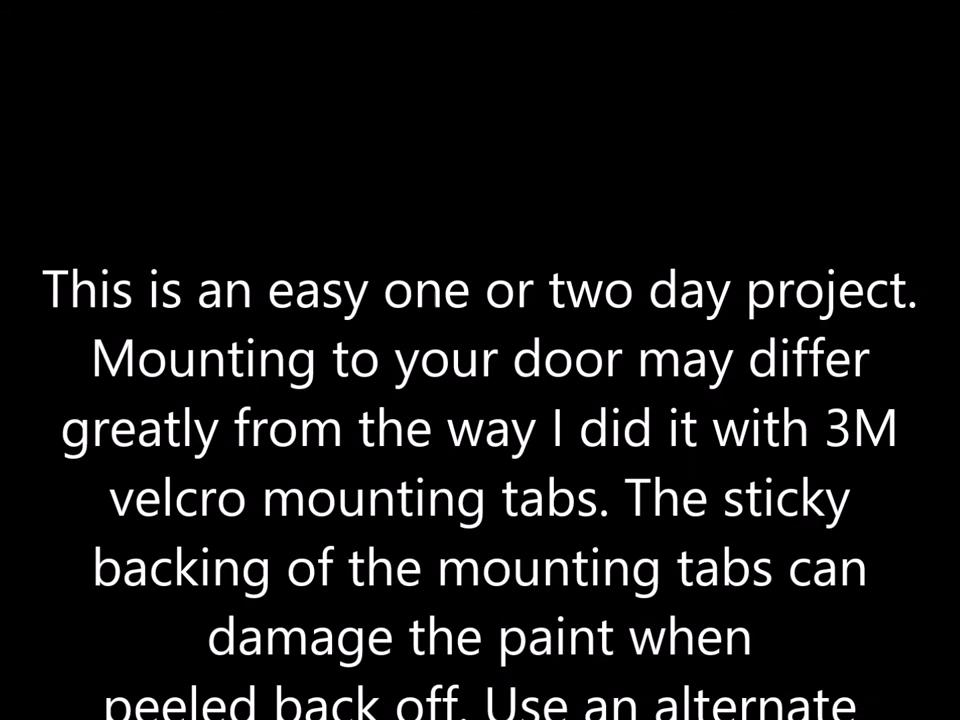 This is an easy one or two day project.
Mounting to your door may differ
greatly from the way I did it with 3M
velcro mounting tabs. The sticky
backing of the mounting tabs can
damage the paint when
peeled back off. Use an alternate